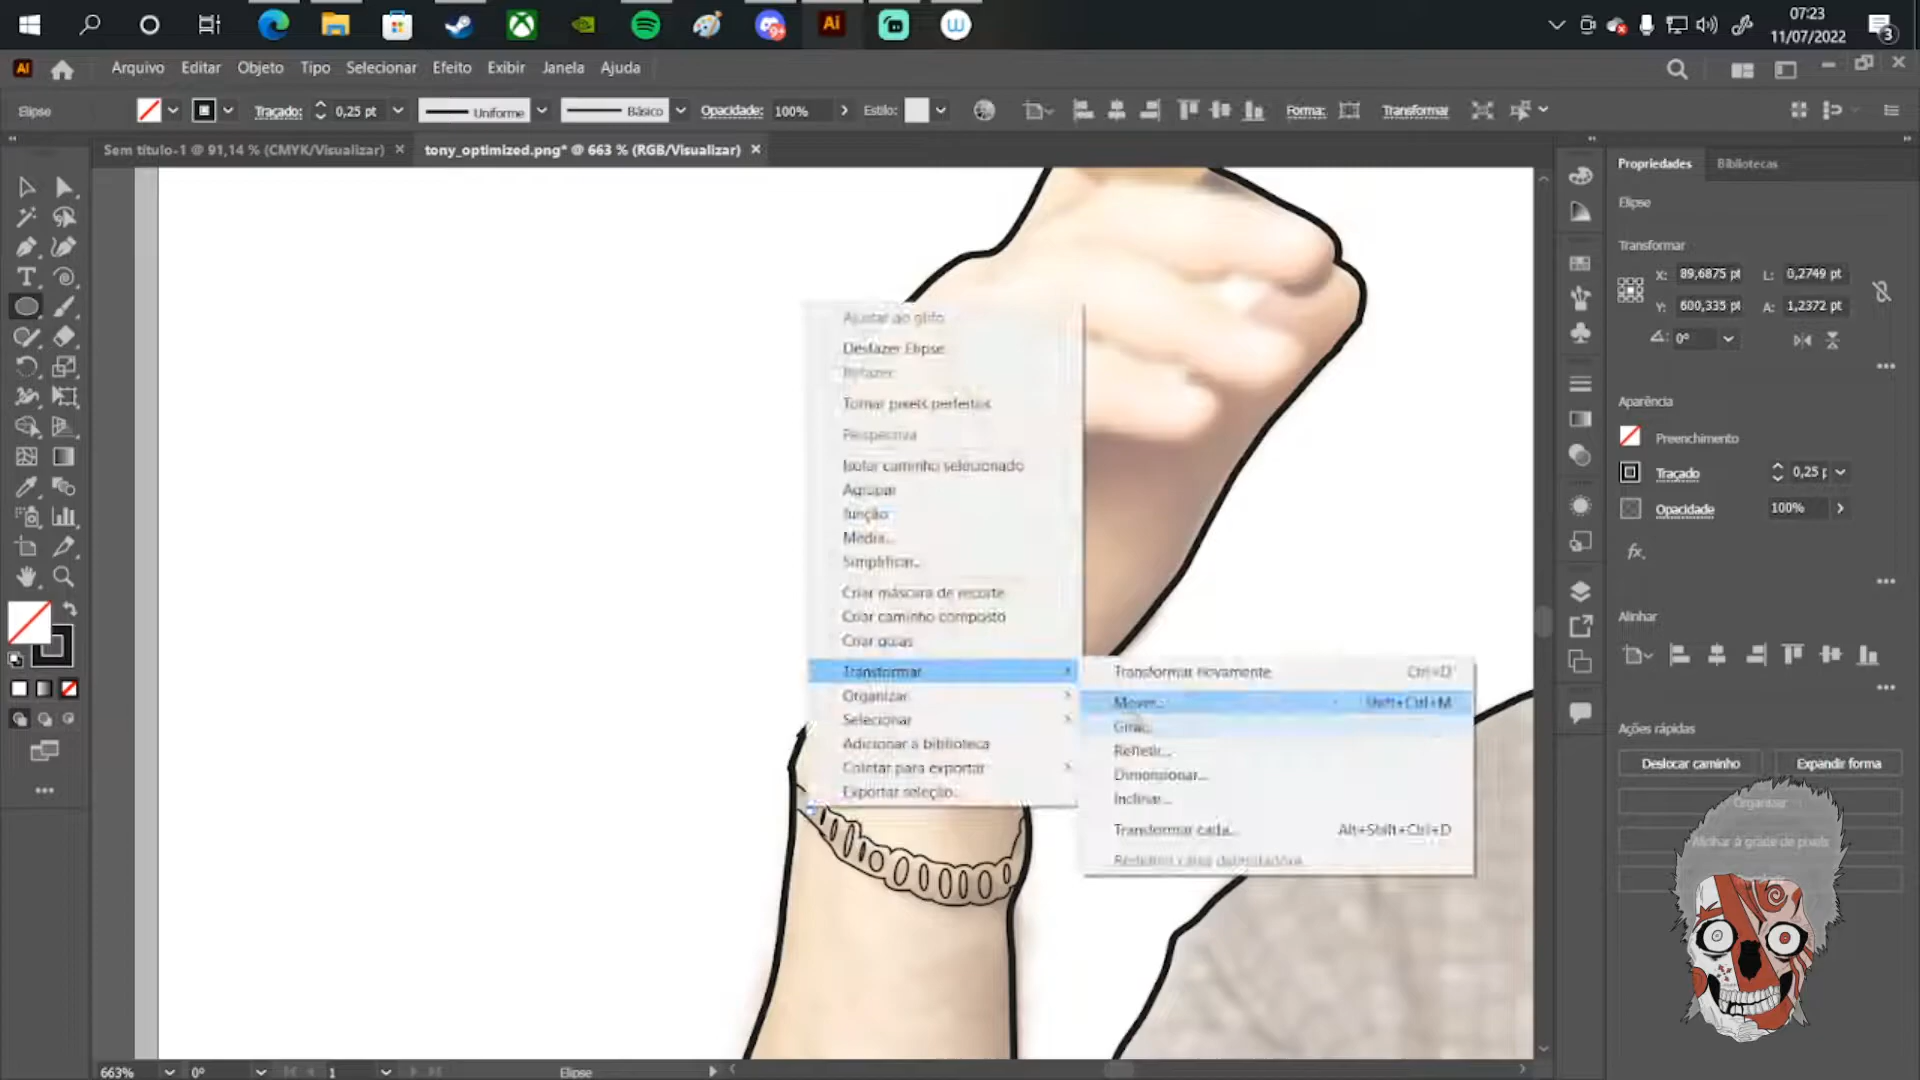 07:23
11/07/2022
3
Ai
Arquivo Editar Objeto Tipo Selecionar Efeito Exibir Janela Ajuda
Elipse Traçado: 0,25 pt Uniforme Básico Opacidade: 100% Estilo: Forma: Transformar
Sem título-1 @ 91,14 % (CMYK/Visualizar) × tony_optimized.png* @ 663 % (RGB/Visualizar) ×
Propriedades Bibliotecas
Elipse
Transformar
X: 89,6875 pt L: 0,2749 pt
Y: 600,335 pt A: 1,2372 pt
0°
Aparência
Preenchimento
Traçado 0,25 p
Opacidade 100%
fx.
Alinhar
Ações rápidas
Deslocar caminho Expandir forma
Organizar
Alinhar à grade de pixels
Ajustar ao glifo
Desfazer Elipse
Refazer
Tornar pixels perfeitos
Perspectiva
Isolar caminho selecionado
Agrupar
Junção
Média...
Simplificar...
Criar máscara de recorte
Criar caminho composto
Criar guias
Transformar
Organizar
Selecionar
Adicionar à biblioteca
Coletar para exportar
Exportar seleção...
Transformar novamente Ctrl+D
Mover... Shift+Ctrl+M
Girar...
Refletir...
Dimensionar...
Inclinar...
Transformar cada... Alt+Shift+Ctrl+D
Redefinir caixa delimitadora
663% 0° 1 Elipse